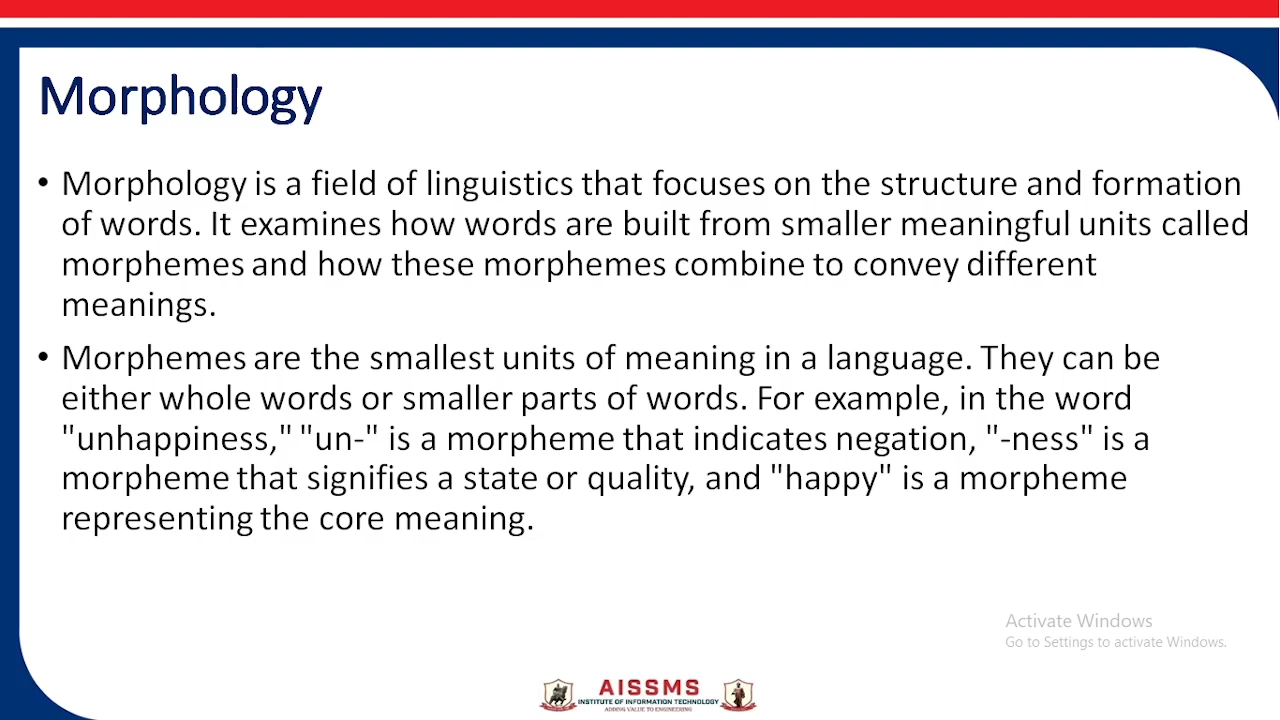 Morphology
• Morphology is a field of linguistics that focuses on the structure and formation
of words. It examines how words are built from smaller meaningful units called
morphemes and how these morphemes combine to convey different
meanings.
• Morphemes are the smallest units of meaning in a language. They can be
either whole words or smaller parts of words. For example, in the word
"unhappiness," "un-" is a morpheme that indicates negation, "-ness" is a
morpheme that signifies a state or quality, and "happy" is a morpheme
representing the core meaning.
Activate Windows
Go to Settings to activate Windows.
AISSMS
INSTITUTE OF INFORMATION TECHNOLOGY
ADDING VALUE TO ENGINEERING